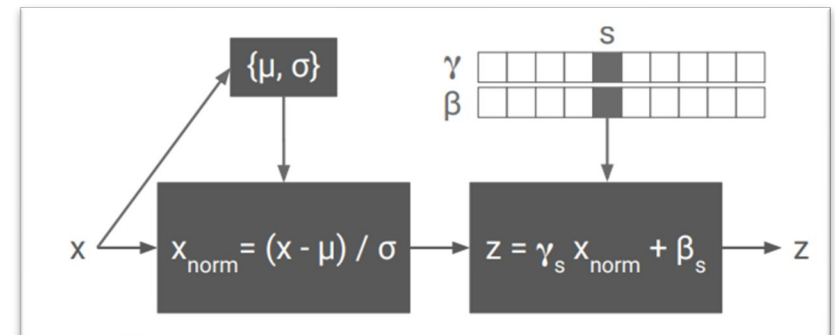 S
{μ, σ}
γ
β
x
x_norm = (x - μ) / σ
z = γ_s x_norm + β_s
z